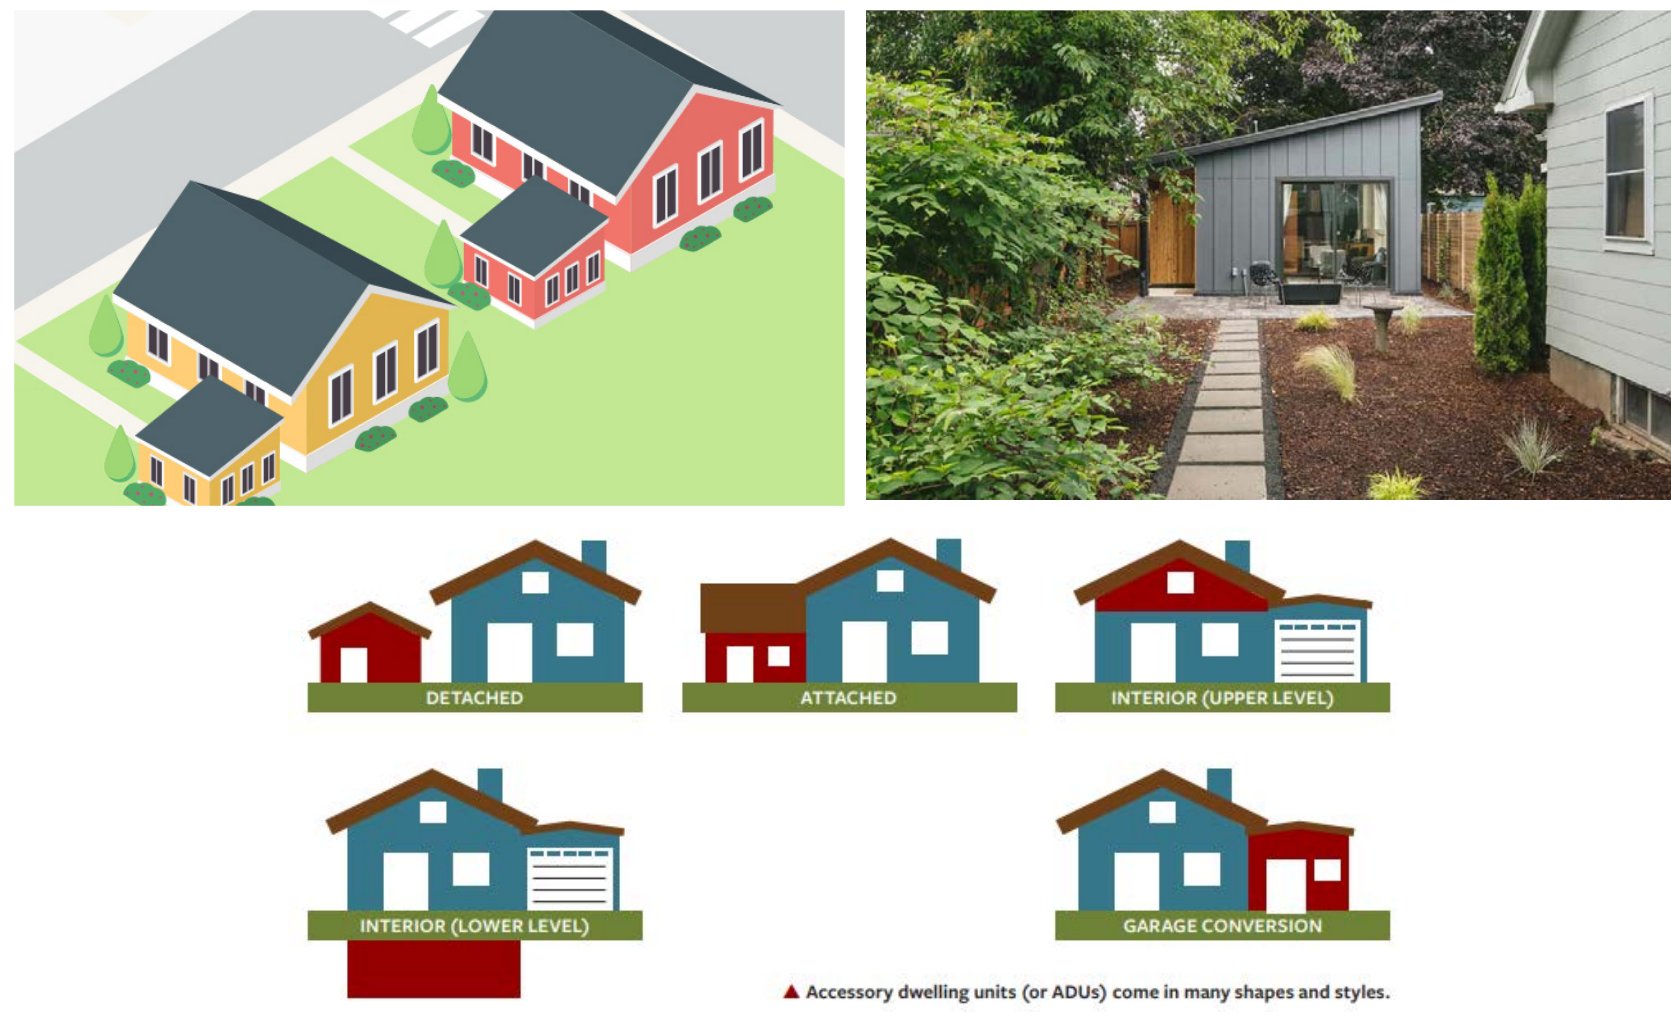 DETACHED
ATTACHED
INTERIOR (UPPER LEVEL)
INTERIOR (LOWER LEVEL)
GARAGE CONVERSION
▲ Accessory dwelling units (or ADUs) come in many shapes and styles.